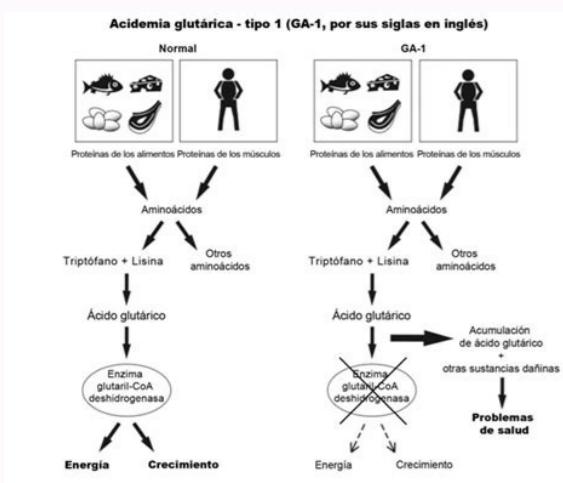 Acidemia glutárica - tipo 1 (GA-1, por sus siglas en inglés)
Normal
Proteínas de los alimentos Proteínas de los músculos
Aminoácidos
Triptófano + Lisina
Otros
aminoácidos
Ácido glutárico
Enzima
glutaril-CoA
deshidrogenasa
Energía
Crecimiento
GA-1
Proteínas de los alimentos Proteínas de los músculos
Aminoácidos
Triptófano + Lisina
Otros
aminoácidos
Ácido glutárico
Acumulación
de ácido glutárico
+
otras sustancias dañinas
Problemas
de salud
Enzima
glutaril-CoA
deshidrogenasa
Energía
Crecimiento